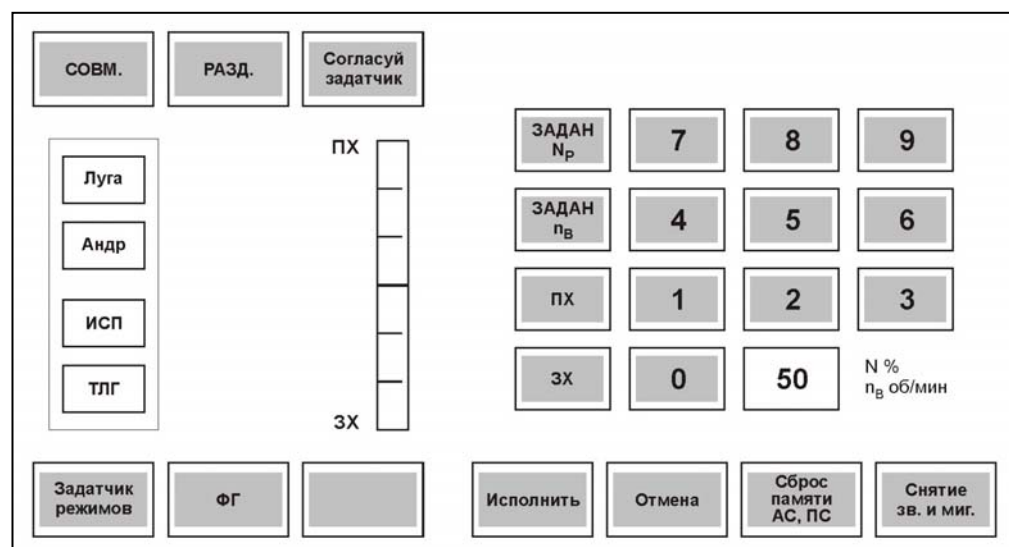 СОВМ.
РАЗД.
Согласуй
задатчик
Луга
Андр
ИСП
ТЛГ
ПХ
ЗХ
ЗАДАН
NР
7
8
9
ЗАДАН
nВ
4
5
6
ПХ
1
2
3
ЗХ
0
50
N %
nВ об/мин
Задатчик
режимов
ФГ
Исполнить
Отмена
Сброс
памяти
АС, ПС
Снятие
зв. и миг.